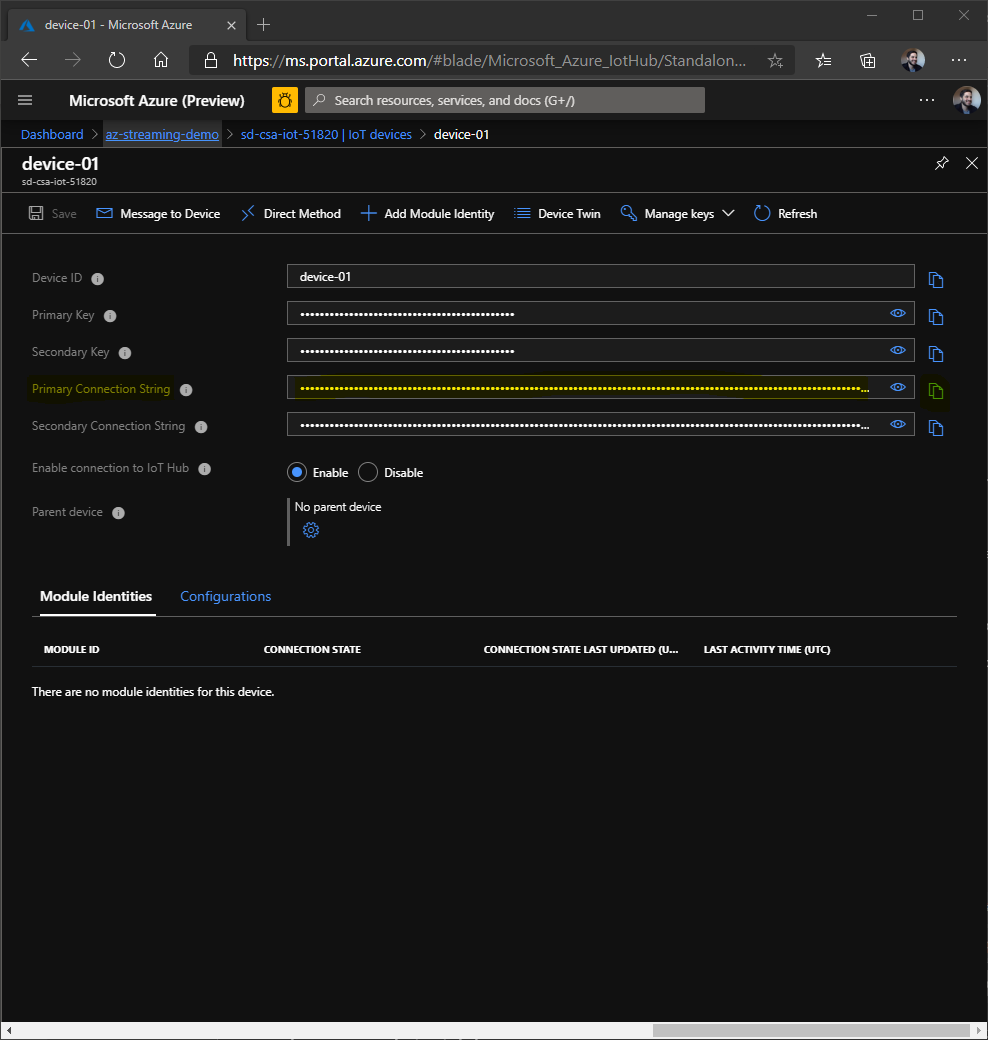 device-01 - Microsoft Azure
https://ms.portal.azure.com/#blade/Microsoft_Azure_IotHub/Standalon...
Microsoft Azure (Preview)
Search resources, services, and docs (G+/)
Dashboard > az-streaming-demo > sd-csa-iot-51820 | IoT devices > device-01
device-01
sd-csa-iot-51820
Save Message to Device Direct Method Add Module Identity Device Twin Manage keys Refresh
Device ID device-01
Primary Key
Secondary Key
Primary Connection String
Secondary Connection String
Enable connection to IoT Hub Enable Disable
Parent device No parent device
Module Identities Configurations
MODULE ID CONNECTION STATE CONNECTION STATE LAST UPDATED (U... LAST ACTIVITY TIME (UTC)
There are no module identities for this device.